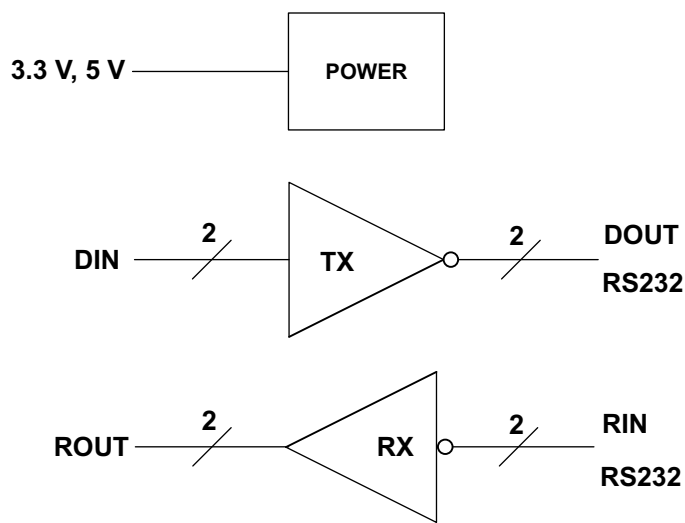 3.3 V, 5 V
POWER
2
2
DOUT
DIN
TX
RS232
2
2
RIN
ROUT
RX
RS232